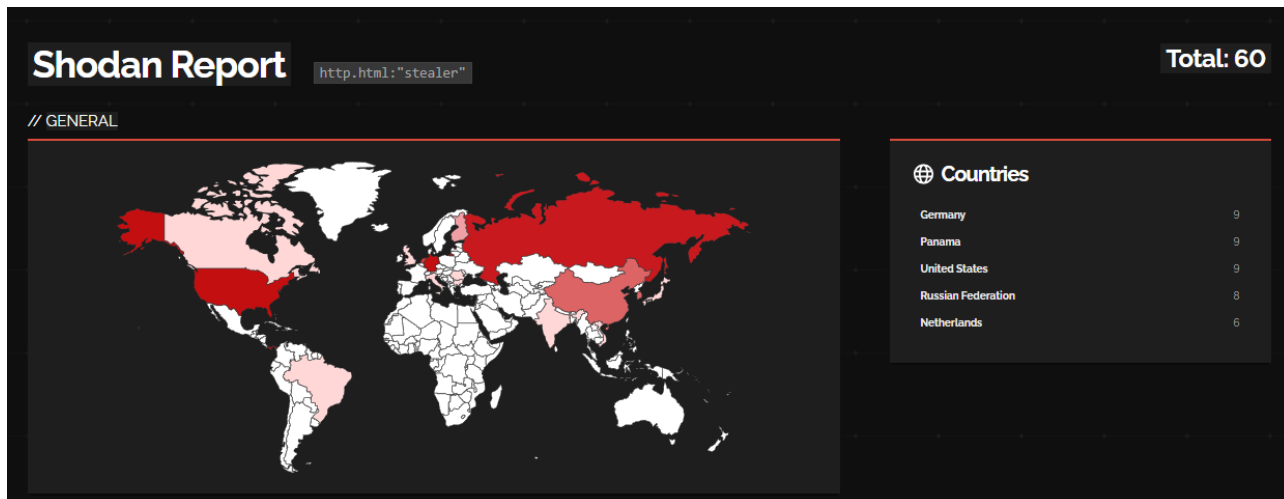 Shodan Report http.html:"stealer" Total: 60
// GENERAL
Countries
Germany 9
Panama 9
United States 9
Russian Federation 8
Netherlands 6